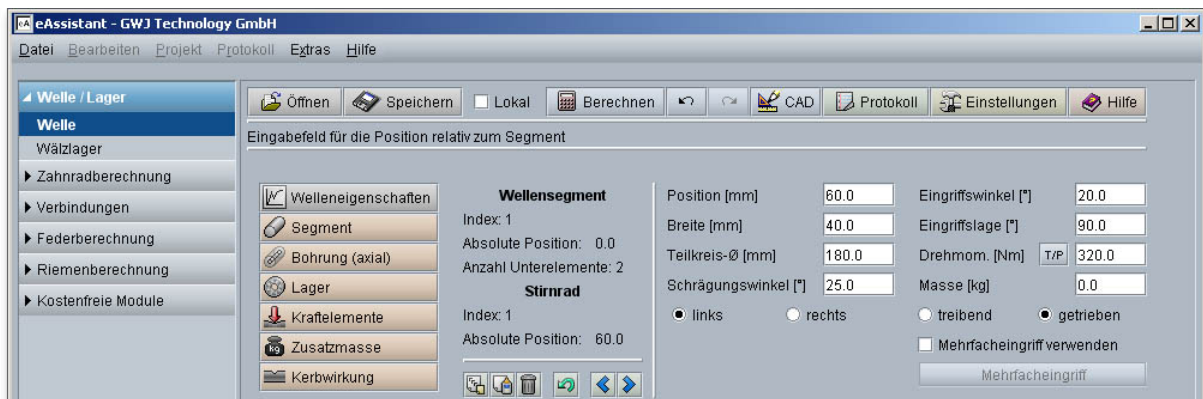 eA eAssistant - GWJ Technology GmbH
Datei Bearbeiten Projekt Protokoll Extras Hilfe
Welle / Lager
Welle
Wälzlager
Zahnradberechnung
Verbindungen
Federberechnung
Riemenberechnung
Kostenfreie Module
Öffnen Speichern Lokal Berechnen CAD Protokoll Einstellungen Hilfe
Eingabefeld für die Position relativ zum Segment
Welleneigenschaften
Segment
Bohrung (axial)
Lager
Kraftelemente
kg Zusatzmasse
Kerbwirkung
Wellensegment
Index: 1
Absolute Position: 0.0
Anzahl Unterelemente: 2
Stirnrad
Index: 1
Absolute Position: 60.0
Position [mm] 60.0
Breite [mm] 40.0
Teilkreis-Ø [mm] 180.0
Schrägungswinkel [°] 25.0
links rechts
Eingriffswinkel [°] 20.0
Eingriffslage [°] 90.0
Drehmom. [Nm] T/P 320.0
Masse [kg] 0.0
treibend getrieben
Mehrfacheingriff verwenden
Mehrfacheingriff